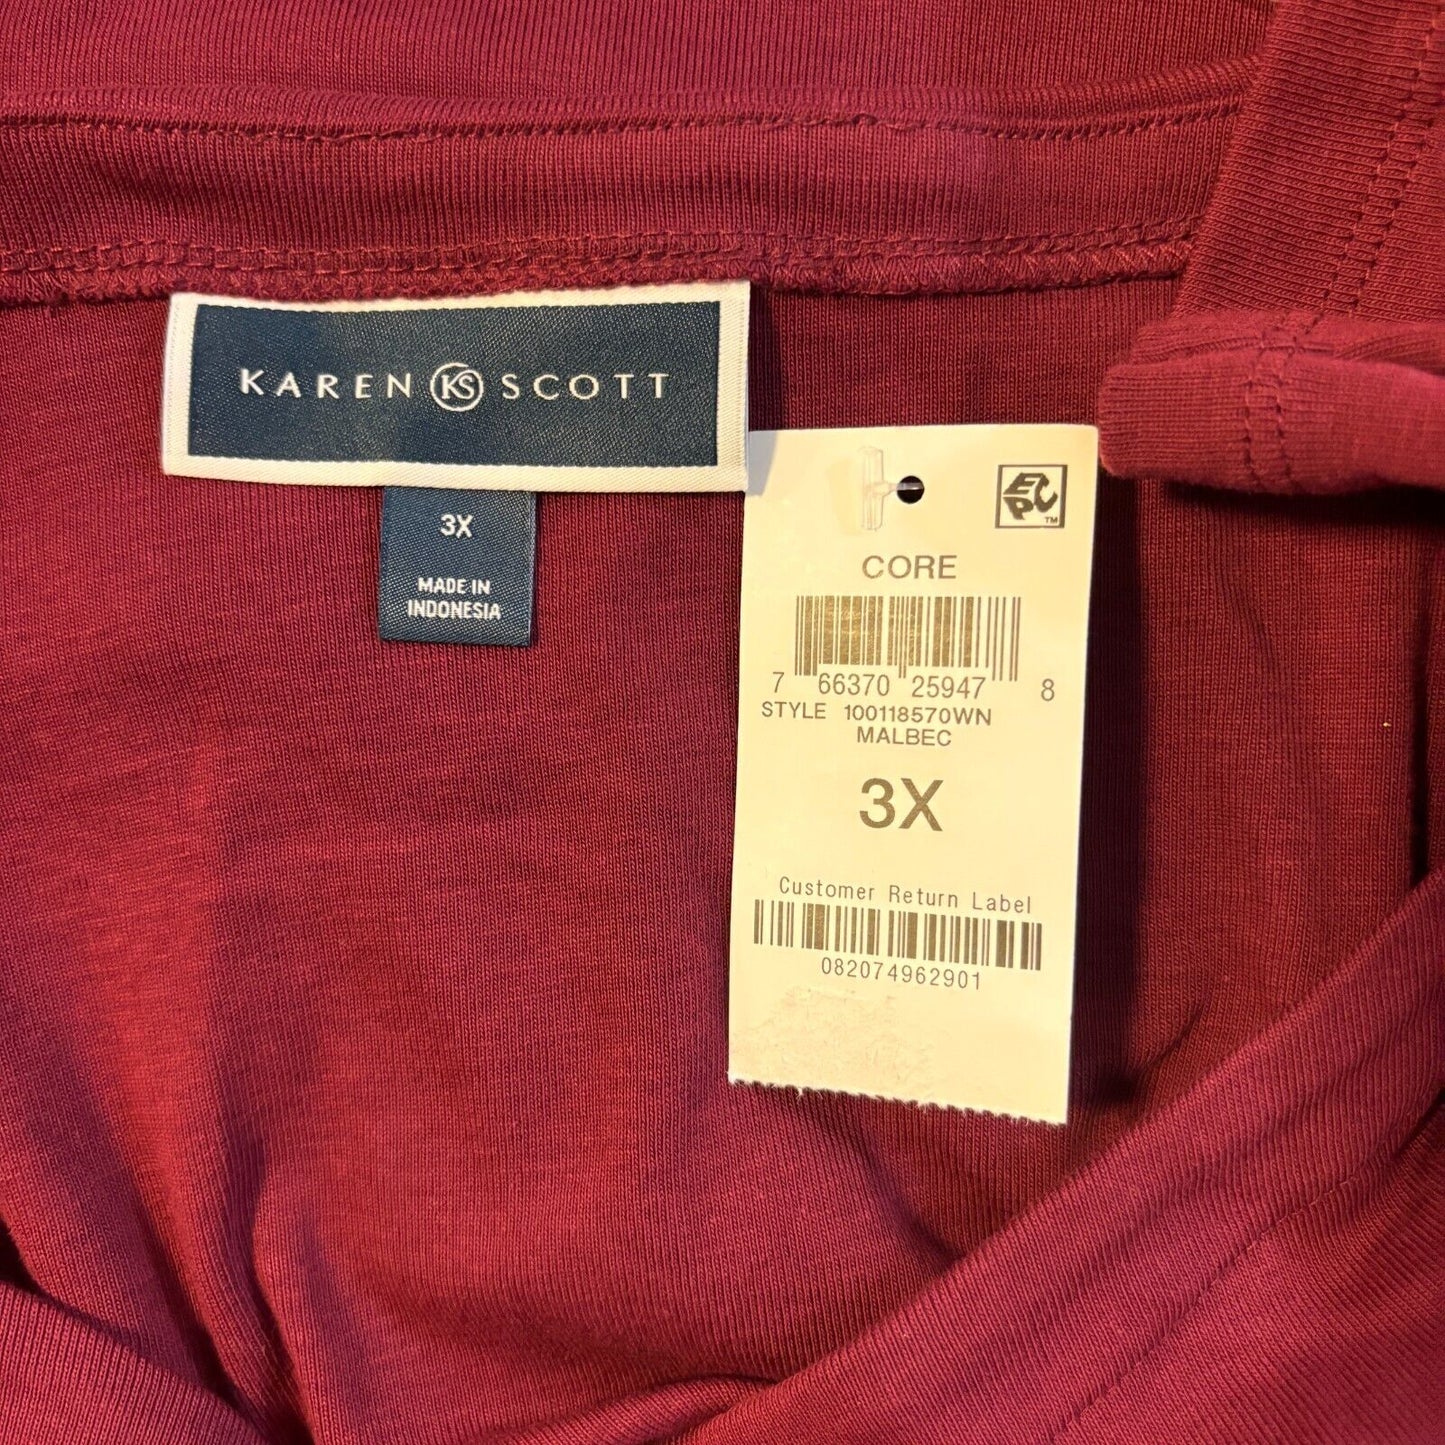 KAREN KS SCOTT
3X
MADE IN
INDONESIA
EPC™
CORE
7 66370 25947 8
STYLE 100118570WN
MALBEC
3X
Customer Return Label
082074962901